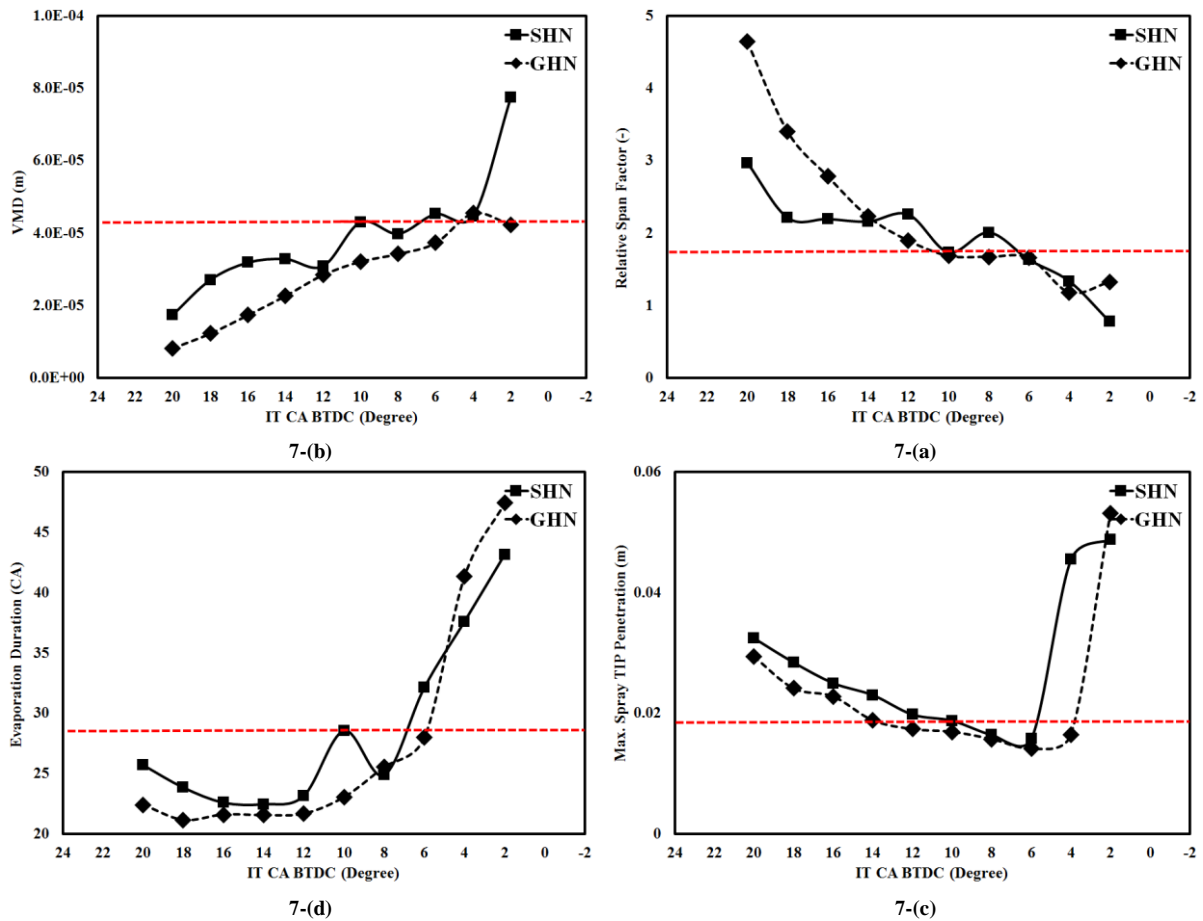 1.0E-04
8.0E-05
6.0E-05
4.0E-05
2.0E-05
0.0E+00
VMD (m)
SHN
GHN
24 22 20 18 16 14 12 10 8 6 4 2 0 -2
IT CA BTDC (Degree)
7-(b)
5
4
3
2
1
0
Relative Span Factor (-)
SHN
GHN
24 22 20 18 16 14 12 10 8 6 4 2 0 -2
IT CA BTDC (Degree)
7-(a)
50
45
40
35
30
25
20
Evaporation Duration (CA)
SHN
GHN
24 22 20 18 16 14 12 10 8 6 4 2 0 -2
IT CA BTDC (Degree)
7-(d)
0.06
0.04
0.02
0
Max. Spray TIP Penetration (m)
SHN
GHN
24 22 20 18 16 14 12 10 8 6 4 2 0 -2
IT CA BTDC (Degree)
7-(c)